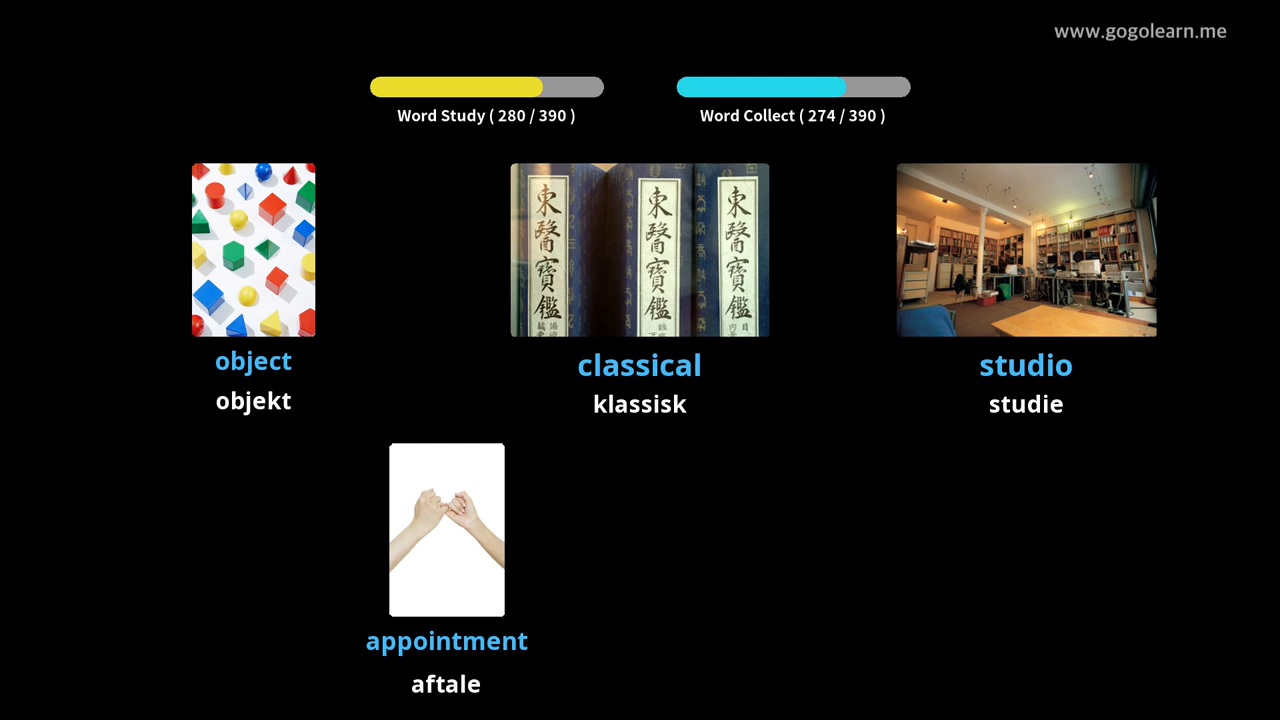 www.gogolearn.me
Word Study ( 280 / 390 )
Word Collect ( 274 / 390 )
東醫寶鑑
東醫寶鑑
東醫寶鑑
object
objekt
classical
klassisk
studio
studie
appointment
aftale